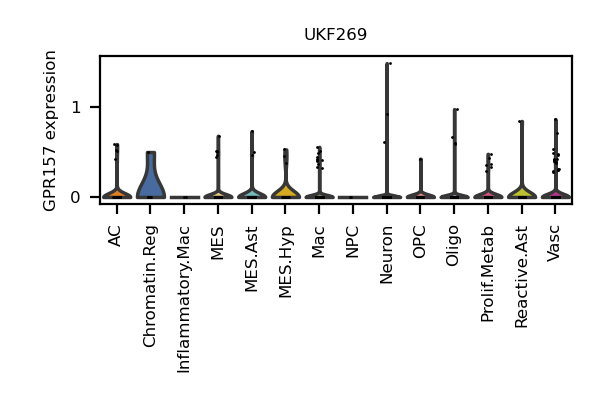 UKF269
GPR157 expression
1
0
AC
Chromatin.Reg
Inflammatory.Mac
MES
MES.Ast
MES.Hyp
Mac
NPC
Neuron
OPC
Oligo
Prolif.Metab
Reactive.Ast
Vasc